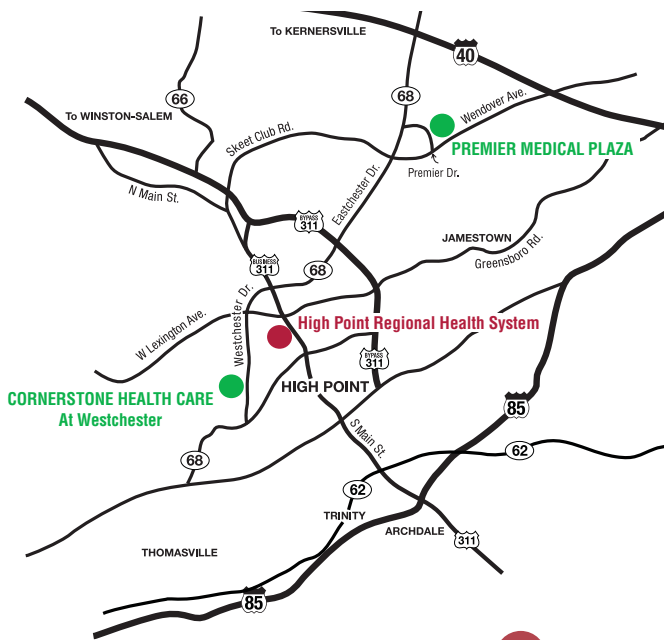 To KERNERSVILLE
40
66
68
To WINSTON-SALEM
Wendover Ave.
Skeet Club Rd.
PREMIER MEDICAL PLAZA
Premier Dr.
N Main St.
Eastchester Dr.
BYPASS
311
JAMESTOWN
Greensboro Rd.
BUSINESS
311
68
Westchester Dr.
W Lexington Ave.
High Point Regional Health System
BYPASS
311
HIGH POINT
CORNERSTONE HEALTH CARE
At Westchester
85
S Main St.
62
68
62
TRINITY
ARCHDALE
311
THOMASVILLE
85